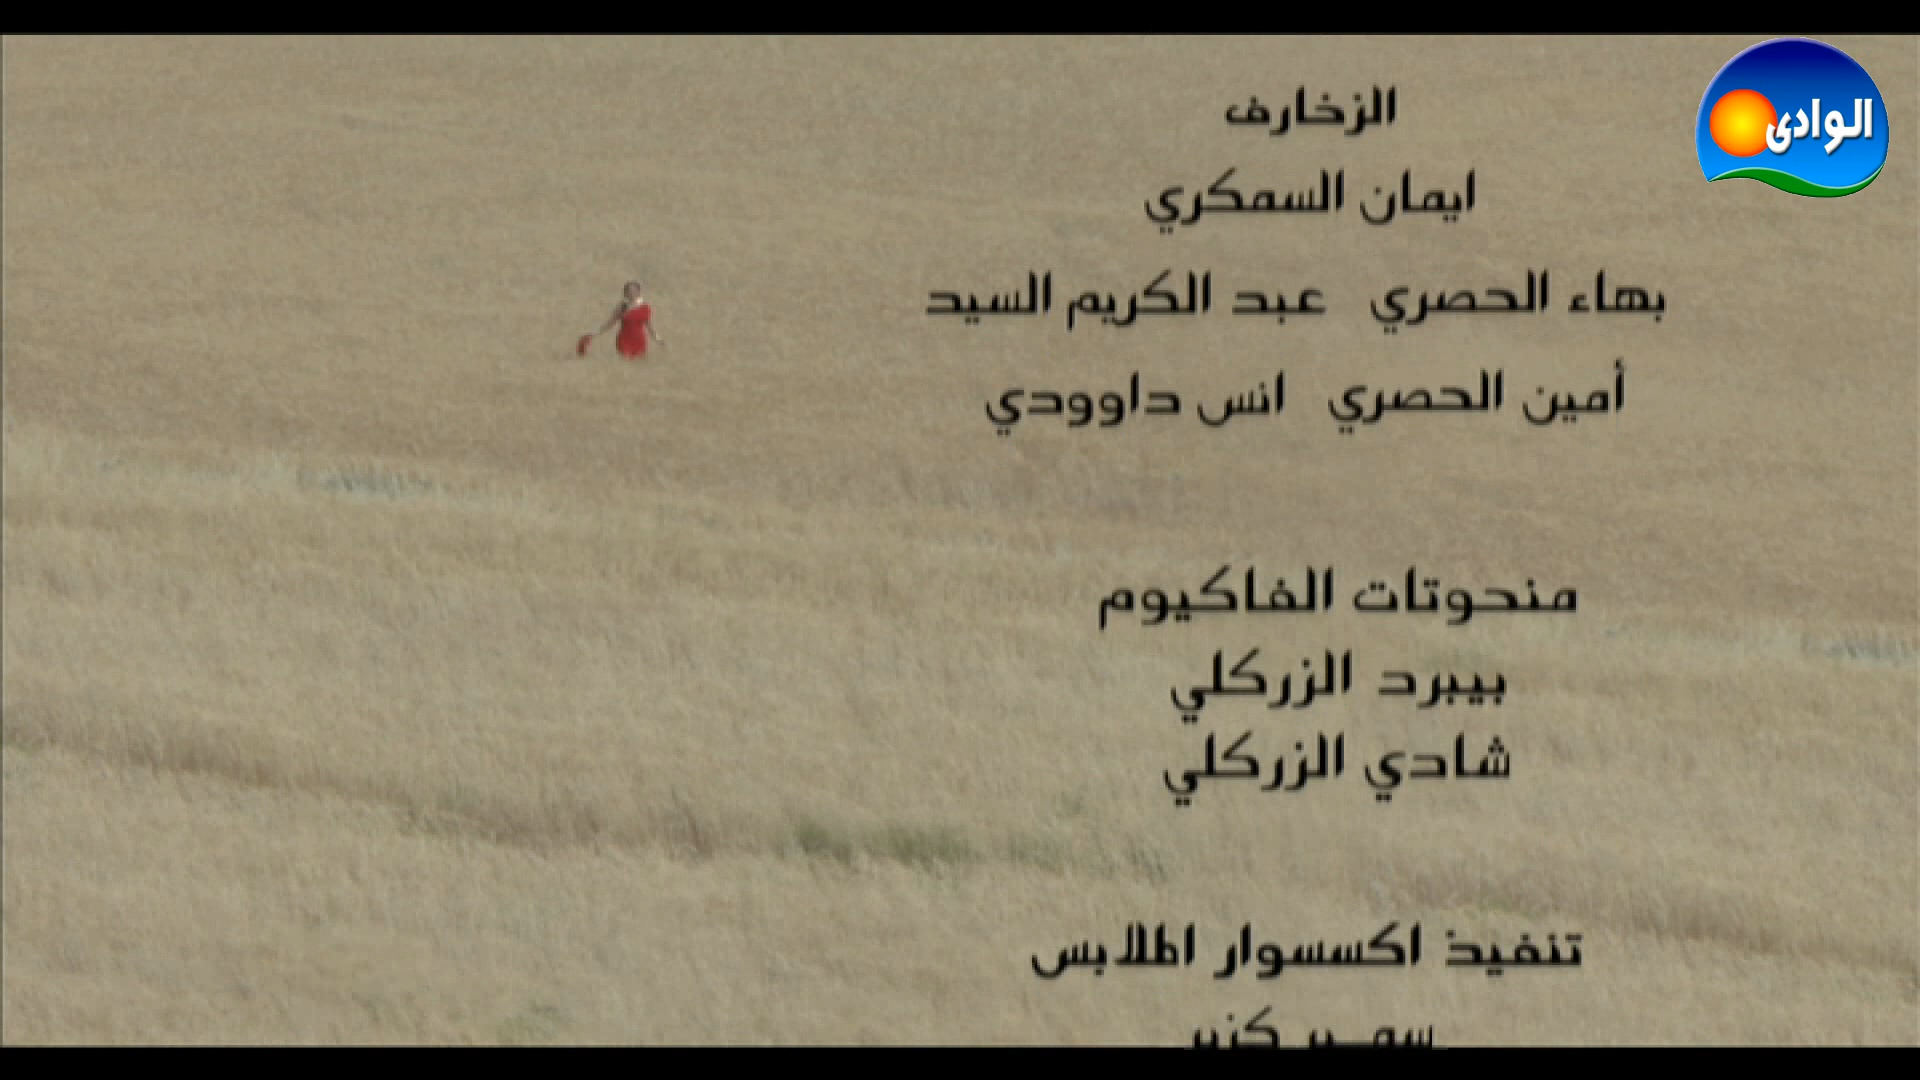 الوادى
الزخارف
ايمان السمكري
بهاء الحصري عبد الكريم السيد
أمين الحصري انس داوودي
منحوتات الفاكيوم
بيبرد الزركلي
شادي الزركلي
تنفيذ اكسسوار الملابس
سمير